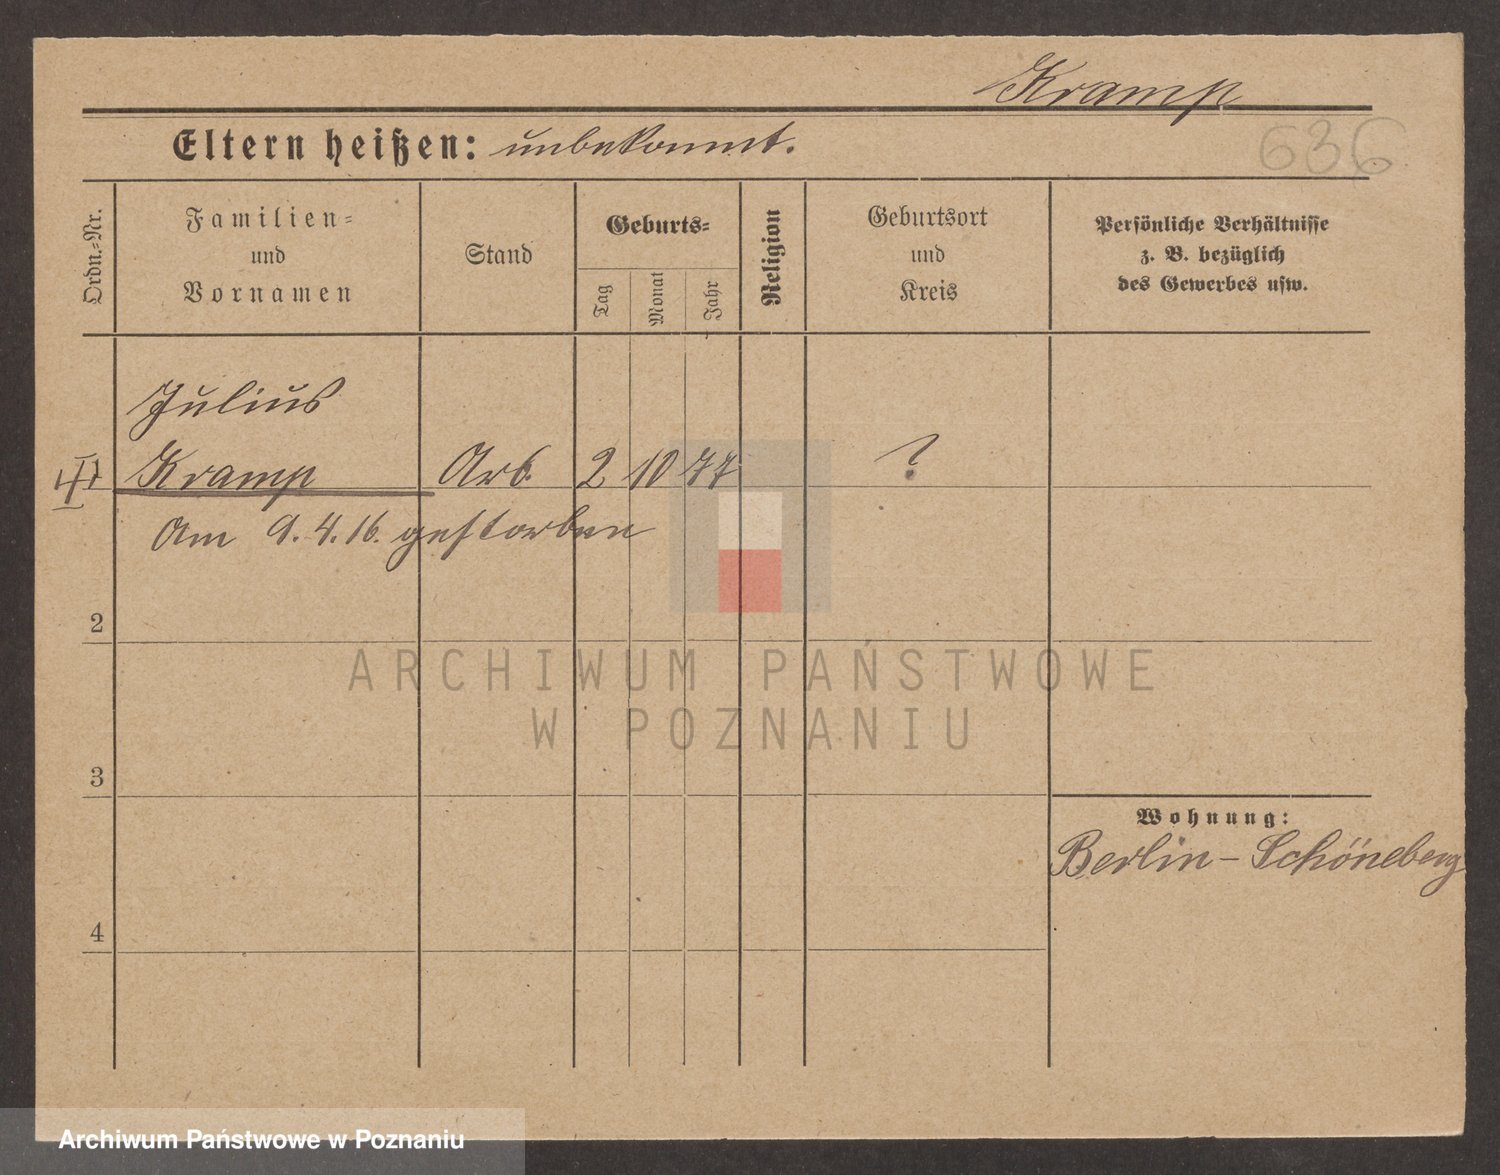 Kramp
Eltern heißen: unbekannt.
636
Ordn.-Nr.
Familien-
und
Vornamen
Stand
Geburts-
Tag
Monat
Jahr
Religion
Geburtsort
und
Kreis
Persönliche Verhältnisse
z. B. bezüglich
des Gewerbes usw.
Julius
1 Kramp Arb. 2 10 77 ?
Am 9. 4. 16. gestorben
2
3
4
Wohnung:
Berlin - Schöneberg
ARCHIWUM PAŃSTWOWE
W POZNANIU
Archiwum Państwowe w Poznaniu